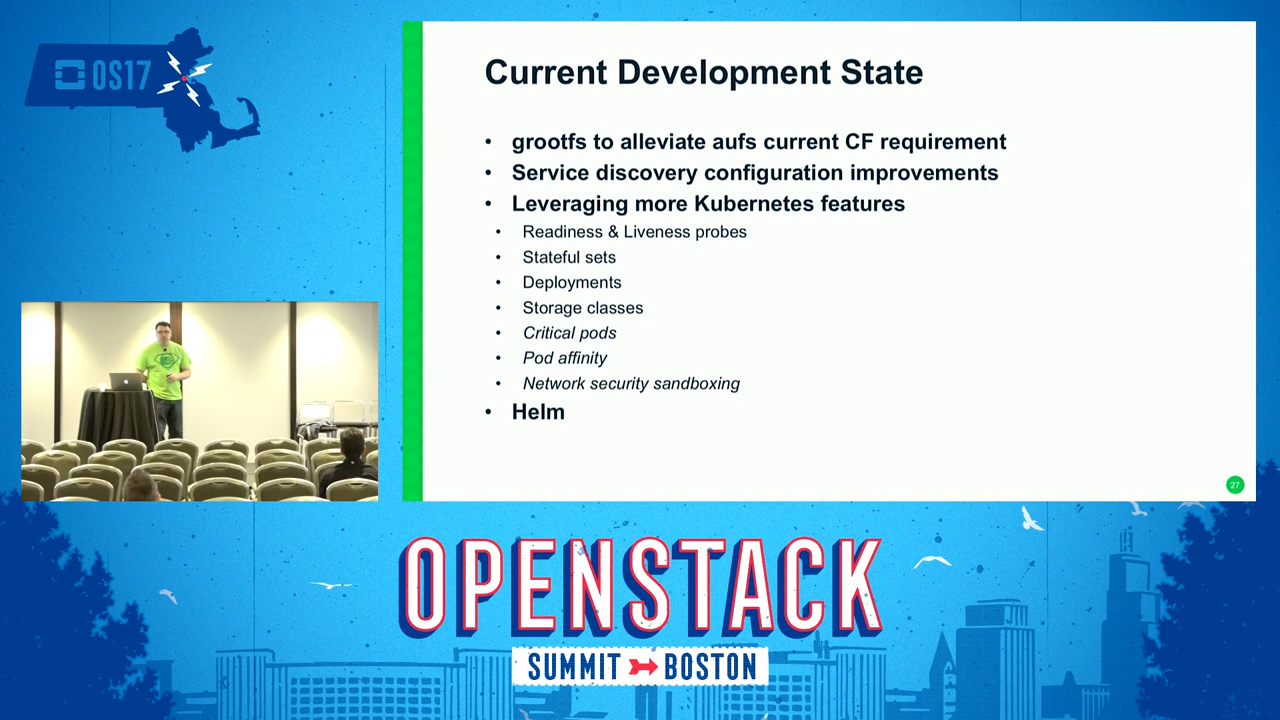 OS17
Current Development State
• grootfs to alleviate aufs current CF requirement
• Service discovery configuration improvements
• Leveraging more Kubernetes features
• Readiness & Liveness probes
• Stateful sets
• Deployments
• Storage classes
• Critical pods
• Pod affinity
• Network security sandboxing
• Helm
27
OPENSTACK
SUMMIT BOSTON